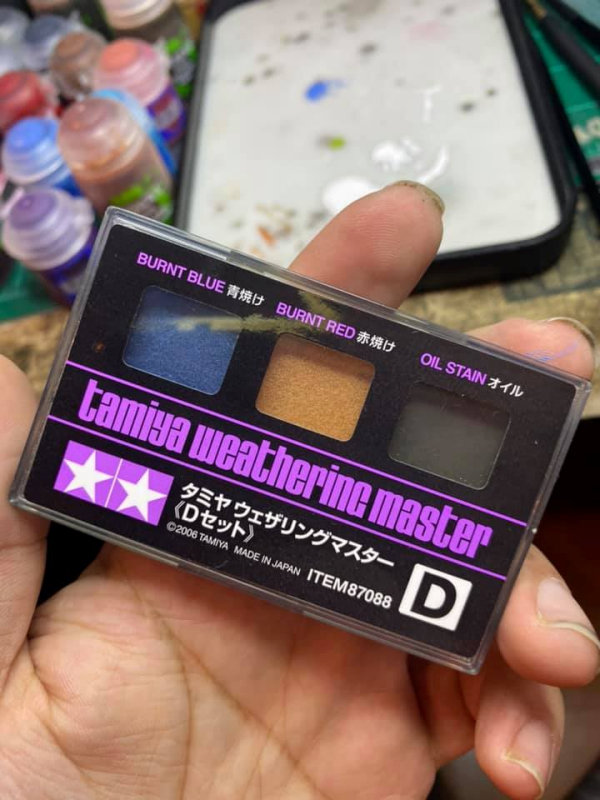 BURNT BLUE 青焼け
BURNT RED 赤焼け
OIL STAIN オイル
tamiya weathering master
タミヤ ウェザリングマスター
《Dセット》
©2006 TAMIYA MADE IN JAPAN ITEM87088
D